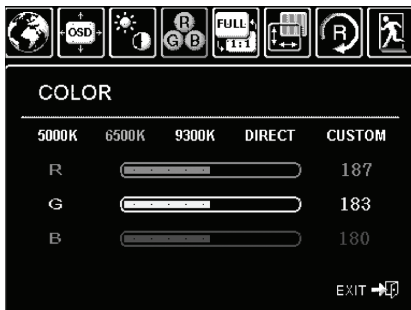 OSD R G B FULL 1:1 R
COLOR
5000K 6500K 9300K DIRECT CUSTOM
R 187
G 183
B 180
EXIT